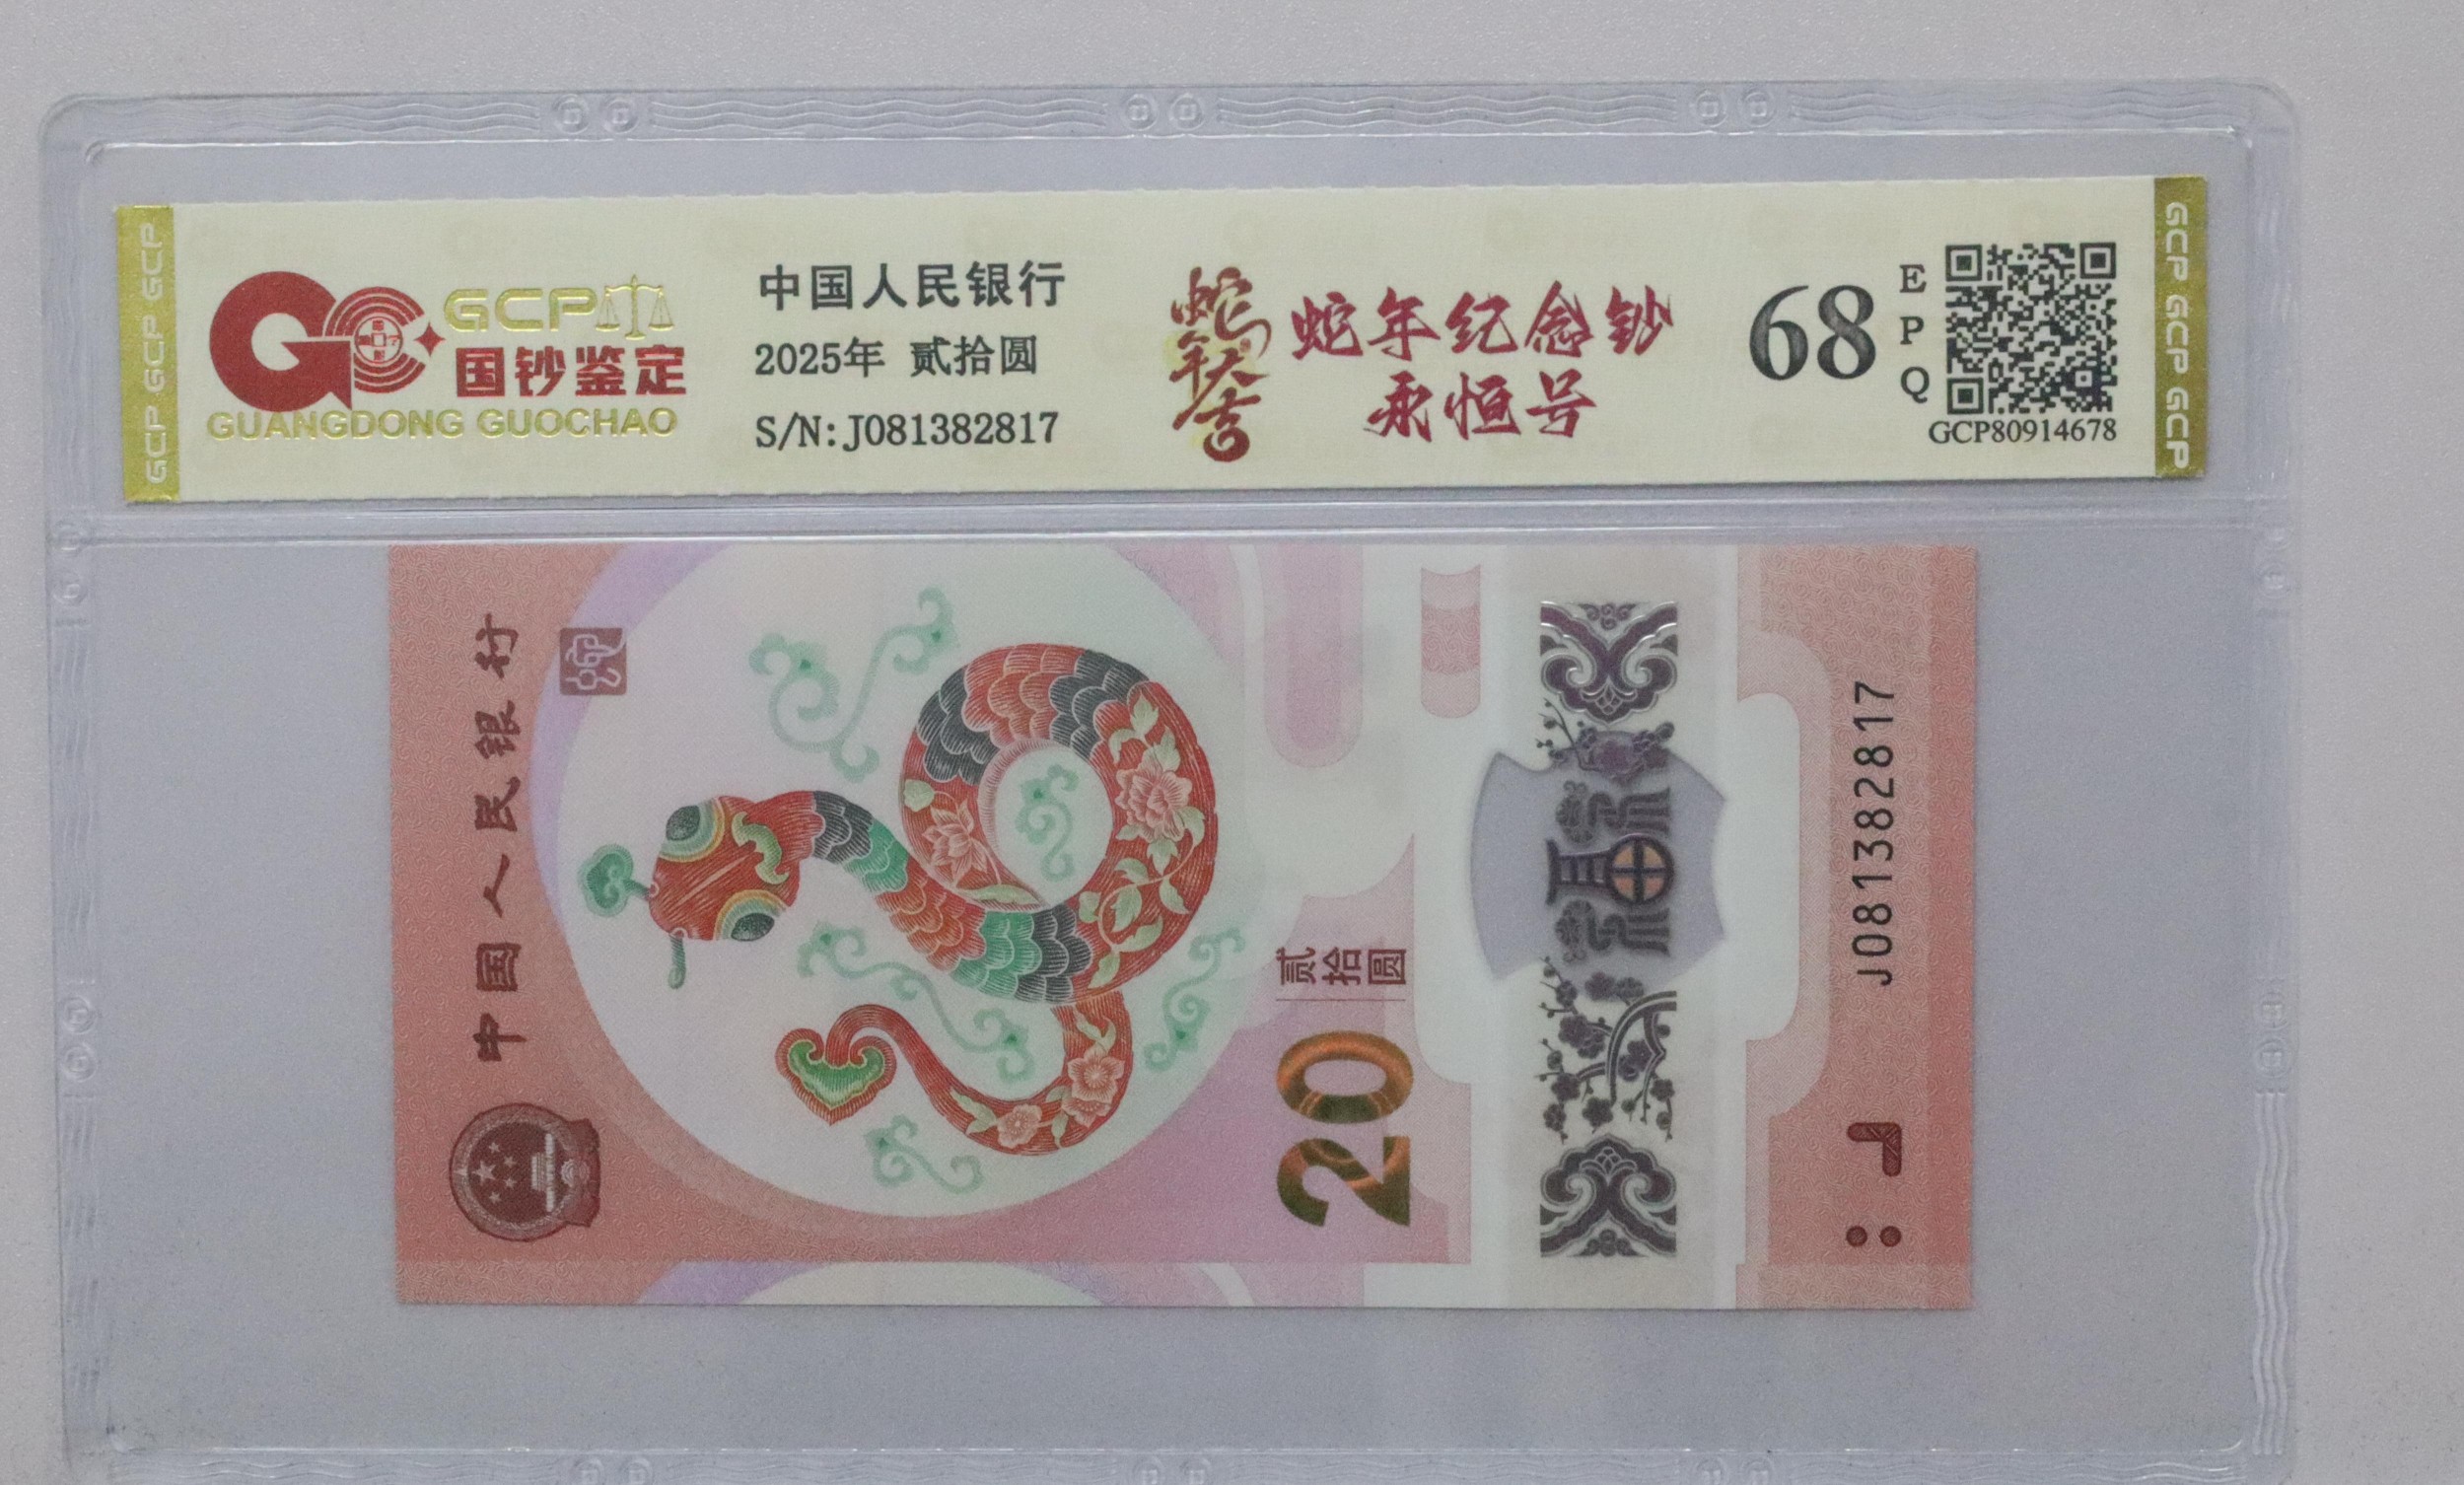 GCP
国钞鉴定
GUANGDONG GUOCHAO
中国人民银行
2025年 贰拾圆
S/N:J081382817
蛇年大吉
蛇年纪念钞
永恒号
68
EPQ
GCP80914678
GCP GCP GCP
GCP GCP GCP
中国人民银行
20
贰拾圆
J081382817